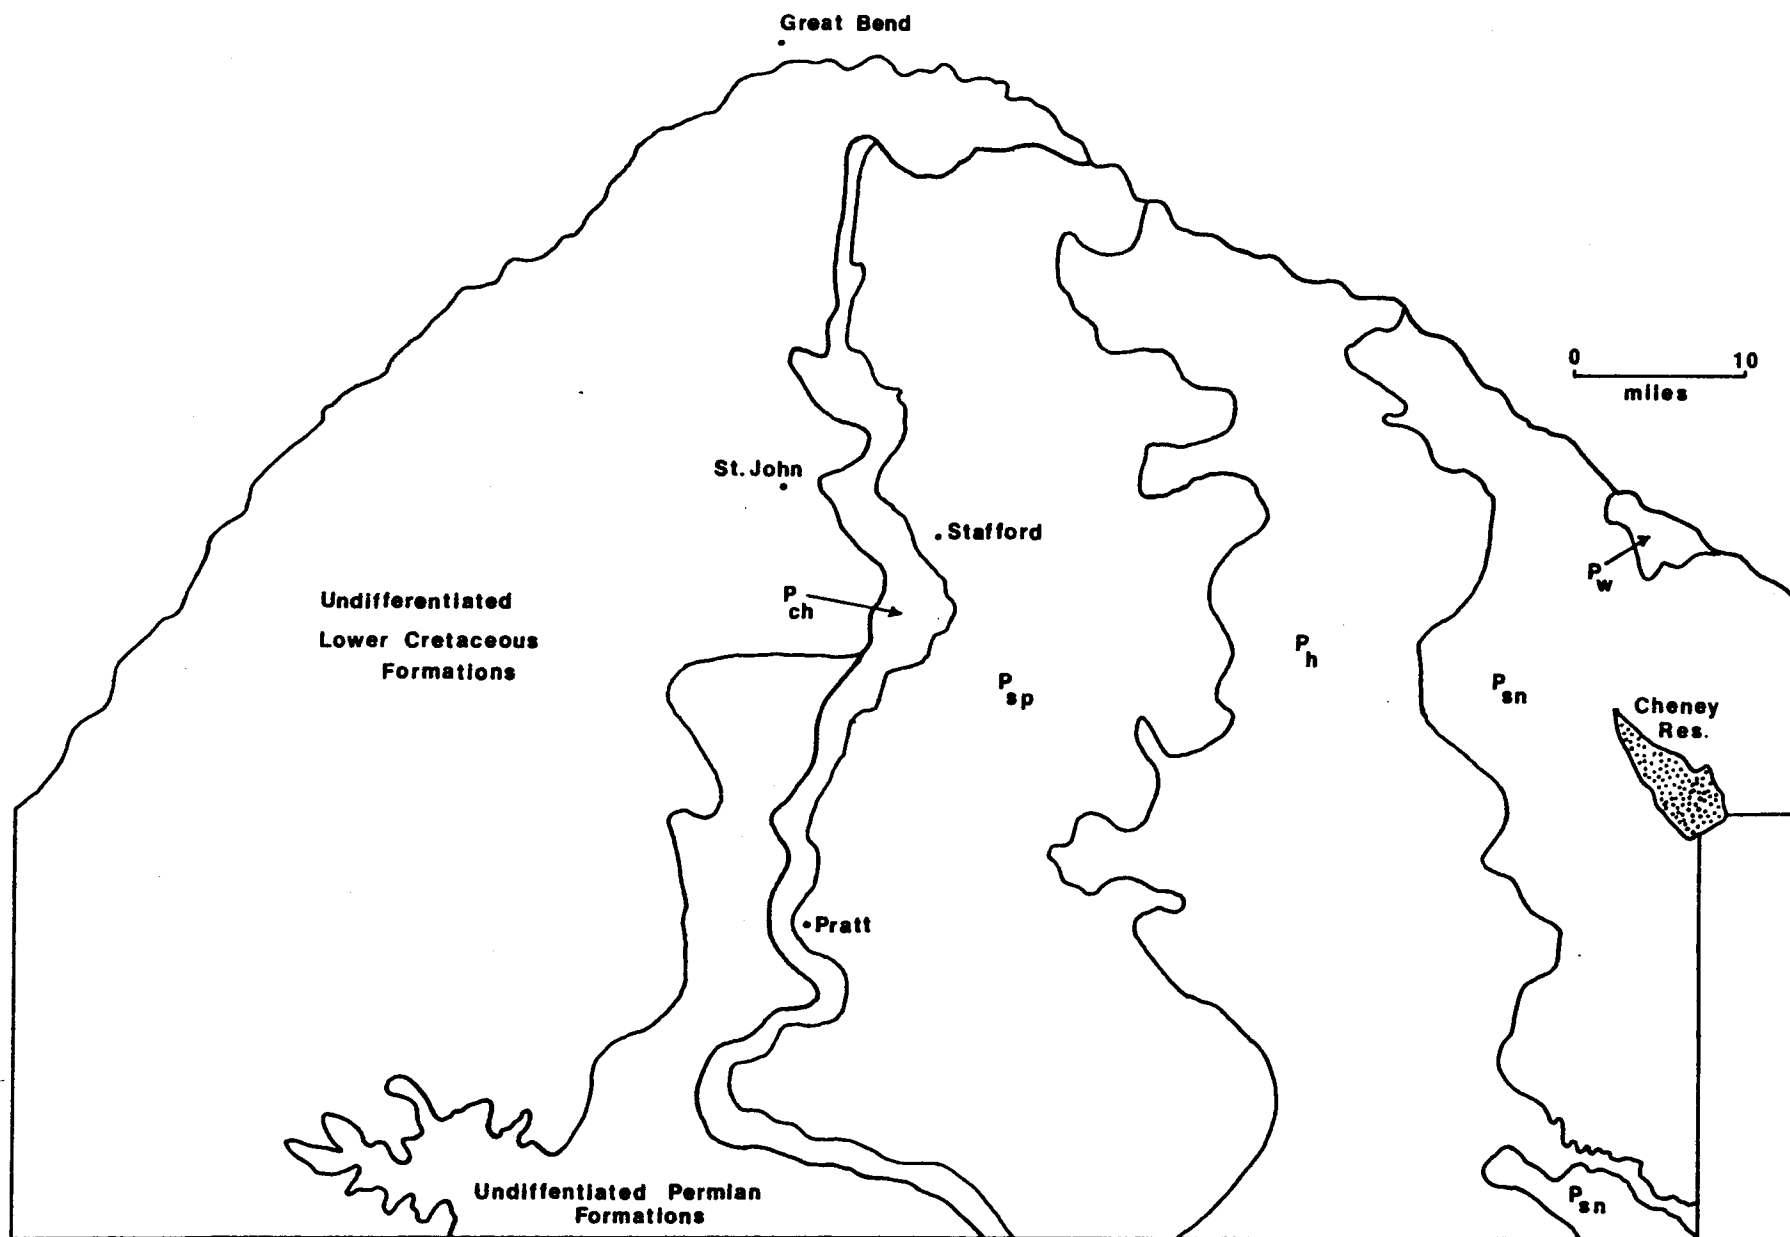 Great Bend
0 10
miles
St. John
Stafford
P
w
Undifferentiated
Lower Cretaceous
Formations
P
ch
P
h
P
sp
P
sn
Cheney
Res.
Pratt
Undiffentiated Permian
Formations
P
sn